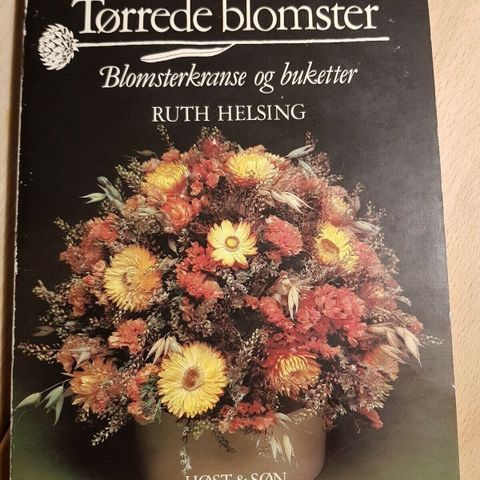 Tørrede blomster
Blomsterkranse og buketter
RUTH HELSING
HØST & SØN